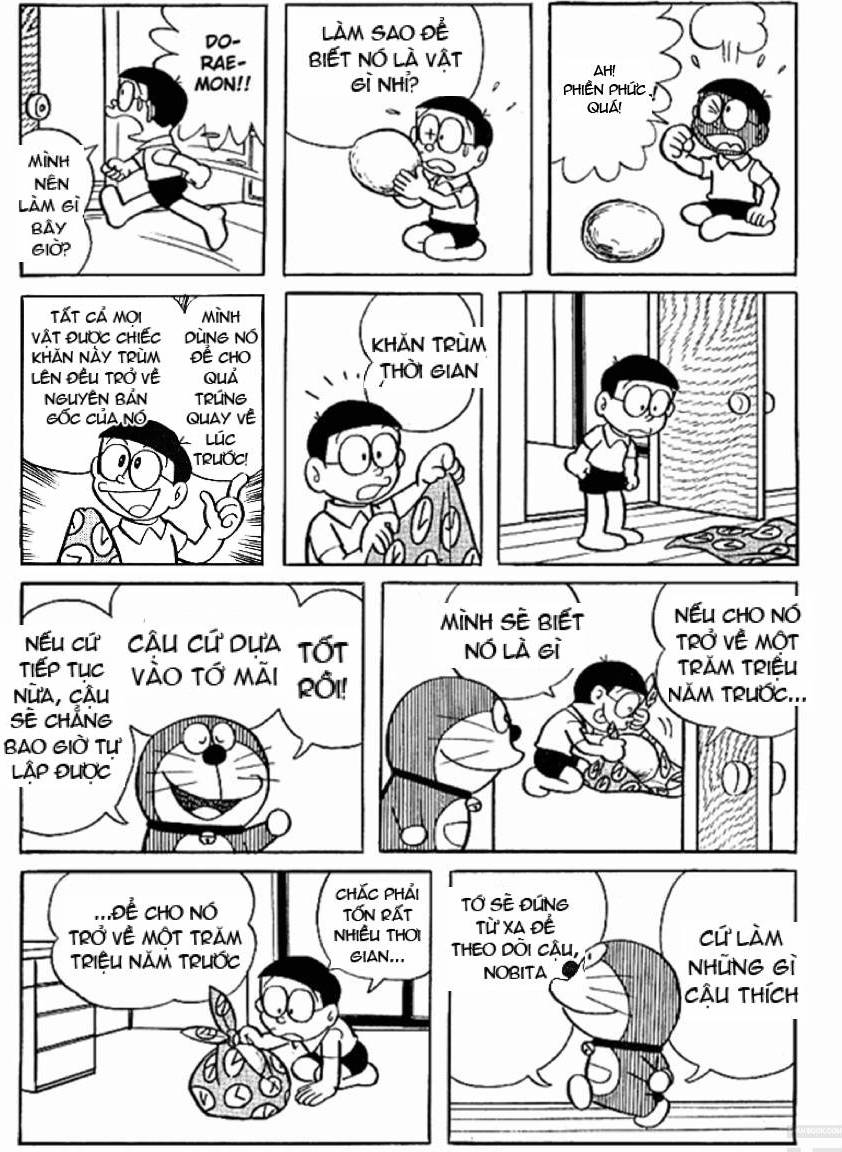 AH!
PHIỀN PHỨC
QUÁ!
LÀM SAO ĐỂ
BIẾT NÓ LÀ VẬT
GÌ NHỈ?
DO-
RAE-
MON!!
MÌNH
NÊN
LÀM GÌ
BÂY
GIỜ?
KHĂN TRÙM
THỜI GIAN
MÌNH
DÙNG NÓ
ĐỂ CHO
QUẢ
TRỨNG
QUAY VỀ
LÚC
TRƯỚC!
TẤT CẢ MỌI
VẬT ĐƯỢC CHIẾC
KHĂN NÀY TRÙM
LÊN ĐỀU TRỞ VỀ
NGUYÊN BẢN
GỐC CỦA NÓ
NẾU CHO NÓ
TRỞ VỀ MỘT
TRĂM TRIỆU
NĂM TRƯỚC...
MÌNH SẼ BIẾT
NÓ LÀ GÌ
TỐT
RỒI!
CẬU CỨ DỰA
VÀO TỚ MÃI
NẾU CỨ
TIẾP TỤC
NỮA, CẬU
SẼ CHẲNG
BAO GIỜ TỰ
LẬP ĐƯỢC
CỨ LÀM
NHỮNG GÌ
CẬU THÍCH
TỚ SẼ ĐỨNG
TỪ XA ĐỂ
THEO DÕI CẬU,
NOBITA
CHẮC PHẢI
TỐN RẤT
NHIỀU THƠI
GIAN...
...ĐỂ CHO NÓ
TRỞ VỀ MỘT TRĂM
TRIỆU NĂM TRƯỚC